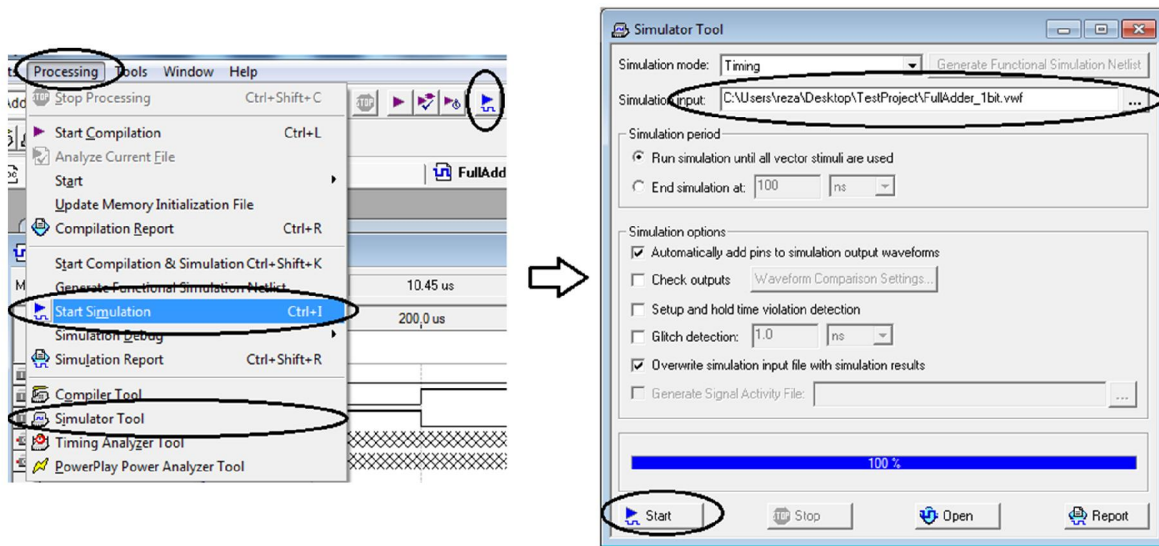 Processing Tools Window Help
Stop Processing Ctrl+Shift+C
STOP
Start Compilation Ctrl+L
Analyze Current File
Start
Update Memory Initialization File
Compilation Report Ctrl+R
FullAdd
Start Compilation & Simulation Ctrl+Shift+K
Generate Functional Simulation Netlist
10.45 us
Start Simulation Ctrl+I
200,0 us
Simulation Debug
Simulation Report Ctrl+Shift+R
Compiler Tool
Simulator Tool
Timing Analyzer Tool
PowerPlay Power Analyzer Tool
Simulator Tool
Simulation mode: Timing Generate Functional Simulation Netlist
Simulation input: C:\Users\reza\Desktop\TestProject\FullAdder_1bit.vwf ...
Simulation period
Run simulation until all vector stimuli are used
End simulation at: 100 ns
Simulation options
Automatically add pins to simulation output waveforms
Check outputs Waveform Comparison Settings...
Setup and hold time violation detection
Glitch detection: 1.0 ns
Overwrite simulation input file with simulation results
Generate Signal Activity File: ...
100 %
Start STOP Stop Open Report